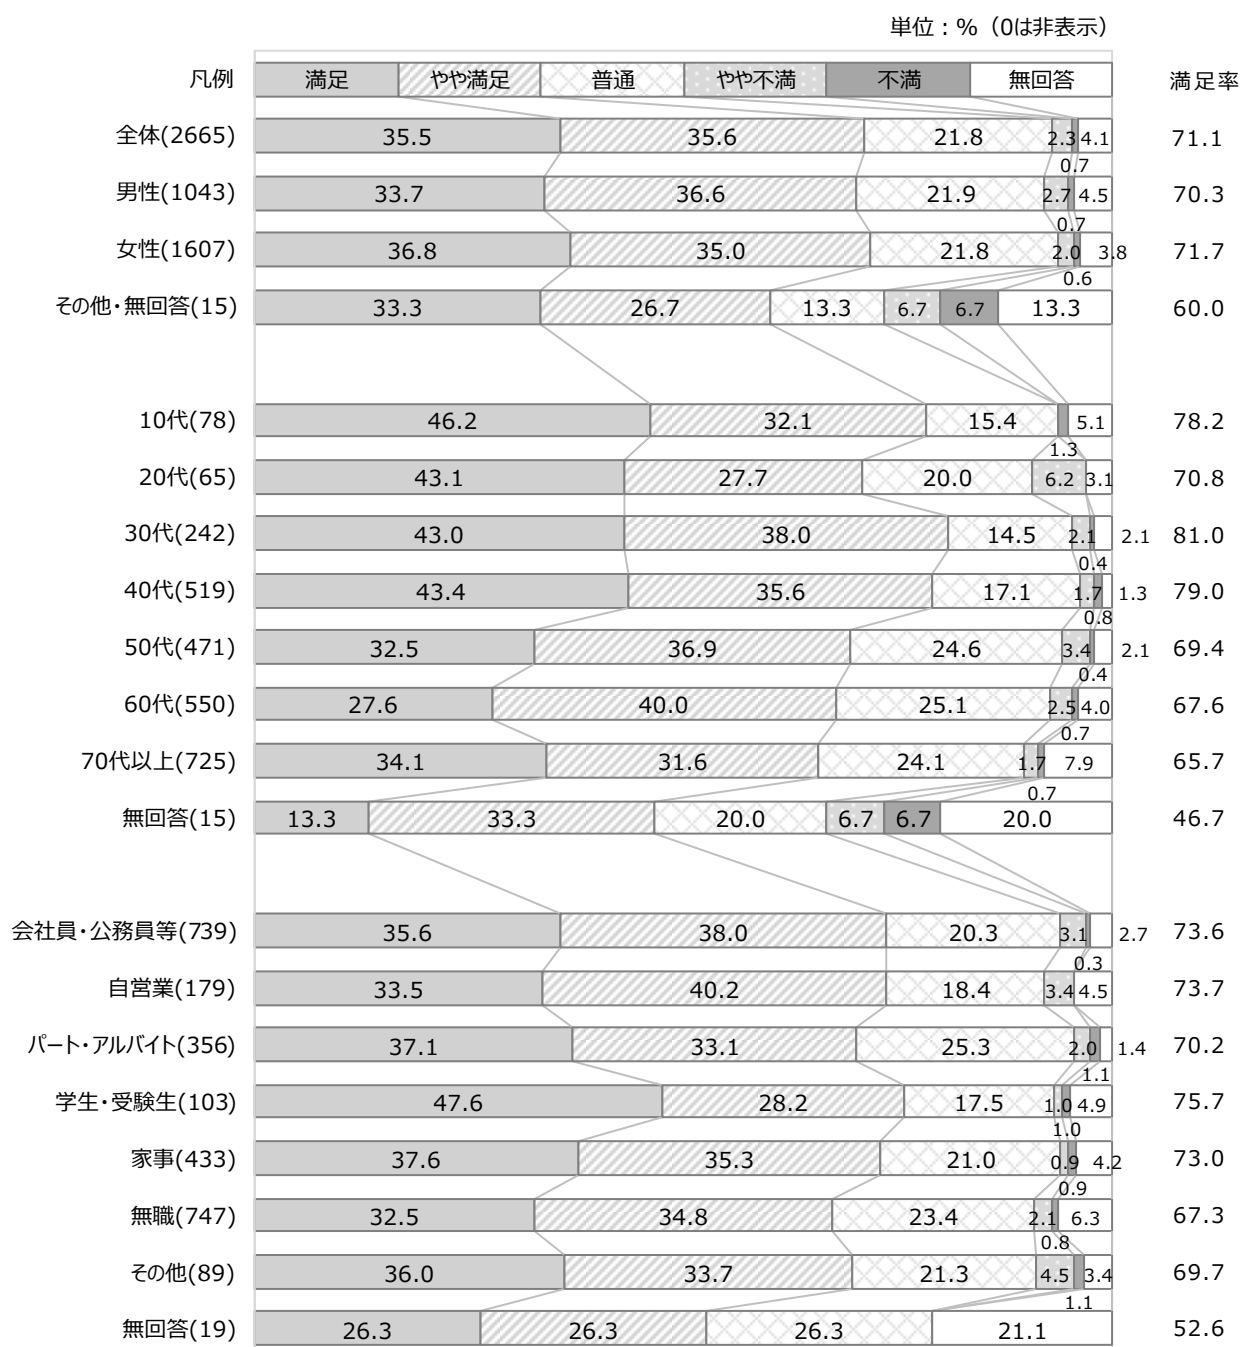 単位：%（0は非表示）
凡例 満足 やや満足 普通 やや不満 不満 無回答 満足率
全体(2665) 35.5 35.6 21.8 2.3 4.1 71.1
0.7
男性(1043) 33.7 36.6 21.9 2.7 4.5 70.3
0.7
女性(1607) 36.8 35.0 21.8 2.0 3.8 71.7
0.6
その他・無回答(15) 33.3 26.7 13.3 6.7 6.7 13.3 60.0
10代(78) 46.2 32.1 15.4 5.1 78.2
1.3
20代(65) 43.1 27.7 20.0 6.2 3.1 70.8
30代(242) 43.0 38.0 14.5 2.1 2.1 81.0
0.4
40代(519) 43.4 35.6 17.1 1.7 1.3 79.0
0.8
50代(471) 32.5 36.9 24.6 3.4 2.1 69.4
0.4
60代(550) 27.6 40.0 25.1 2.5 4.0 67.6
0.7
70代以上(725) 34.1 31.6 24.1 1.7 7.9 65.7
0.7
無回答(15) 13.3 33.3 20.0 6.7 6.7 20.0 46.7
会社員・公務員等(739) 35.6 38.0 20.3 3.1 2.7 73.6
0.3
自営業(179) 33.5 40.2 18.4 3.4 4.5 73.7
パート・アルバイト(356) 37.1 33.1 25.3 2.0 1.4 70.2
1.1
学生・受験生(103) 47.6 28.2 17.5 1.0 4.9 75.7
1.0
家事(433) 37.6 35.3 21.0 0.9 4.2 73.0
0.9
無職(747) 32.5 34.8 23.4 2.1 6.3 67.3
0.8
その他(89) 36.0 33.7 21.3 4.5 3.4 69.7
1.1
無回答(19) 26.3 26.3 26.3 21.1 52.6